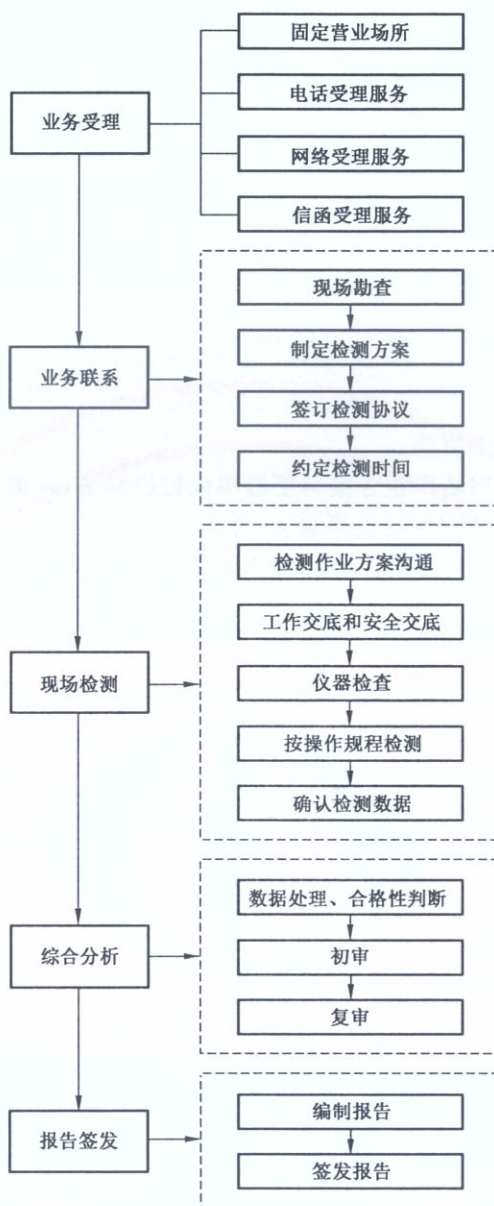 固定营业场所
电话受理服务
业务受理
网络受理服务
信函受理服务
现场勘查
制定检测方案
业务联系
签订检测协议
约定检测时间
检测作业方案沟通
工作交底和安全交底
现场检测
仪器检查
按操作规程检测
确认检测数据
数据处理、合格性判断
综合分析
初审
复审
编制报告
报告签发
签发报告